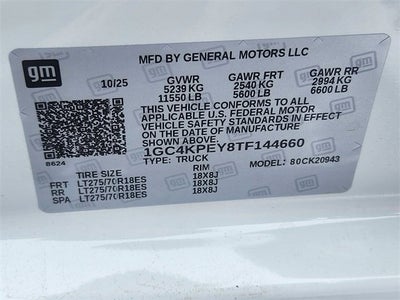 gm
MFD BY GENERAL MOTORS LLC
10/25 GVWR GAWR FRT GAWR RR
5239 KG 2540 KG 2994 KG
11550 LB 5600 LB 6600 LB
THIS VEHICLE CONFORMS TO ALL
APPLICABLE U.S. FEDERAL MOTOR
VEHICLE SAFETY STANDARDS IN EFFECT
ON THE DATE OF MANUFACTURE
SHOWN ABOVE.
1GC4KPEY8TF144660
8624
TYPE: TRUCK MODEL: 80CK20943
TIRE SIZE RIM
FRT LT275/70R18ES 18X8J
RR LT275/70R18ES 18X8J
SPA LT275/70R18ES 18X8J
gm